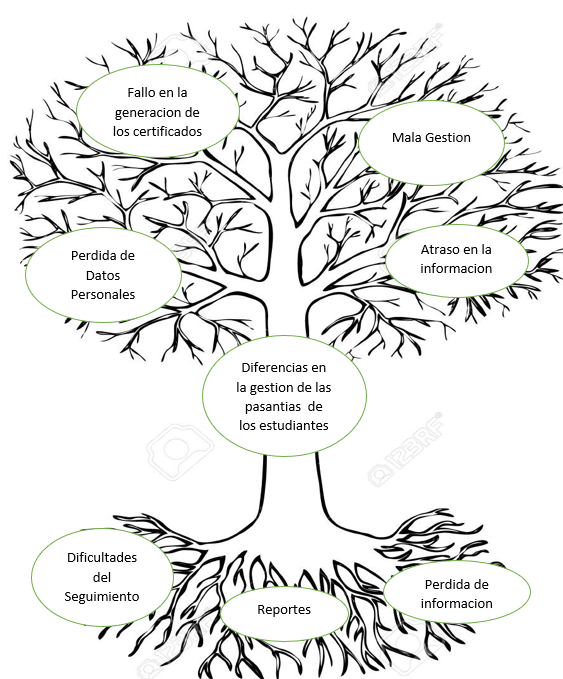 Fallo en la
generacion de
los certificados
Mala Gestion
Perdida de
Datos
Personales
Atraso en la
informacion
Diferencias en
la gestion de las
pasantias de
los estudiantes
123RF
Dificultades
del
Seguimiento
Reportes
Perdida de
informacion